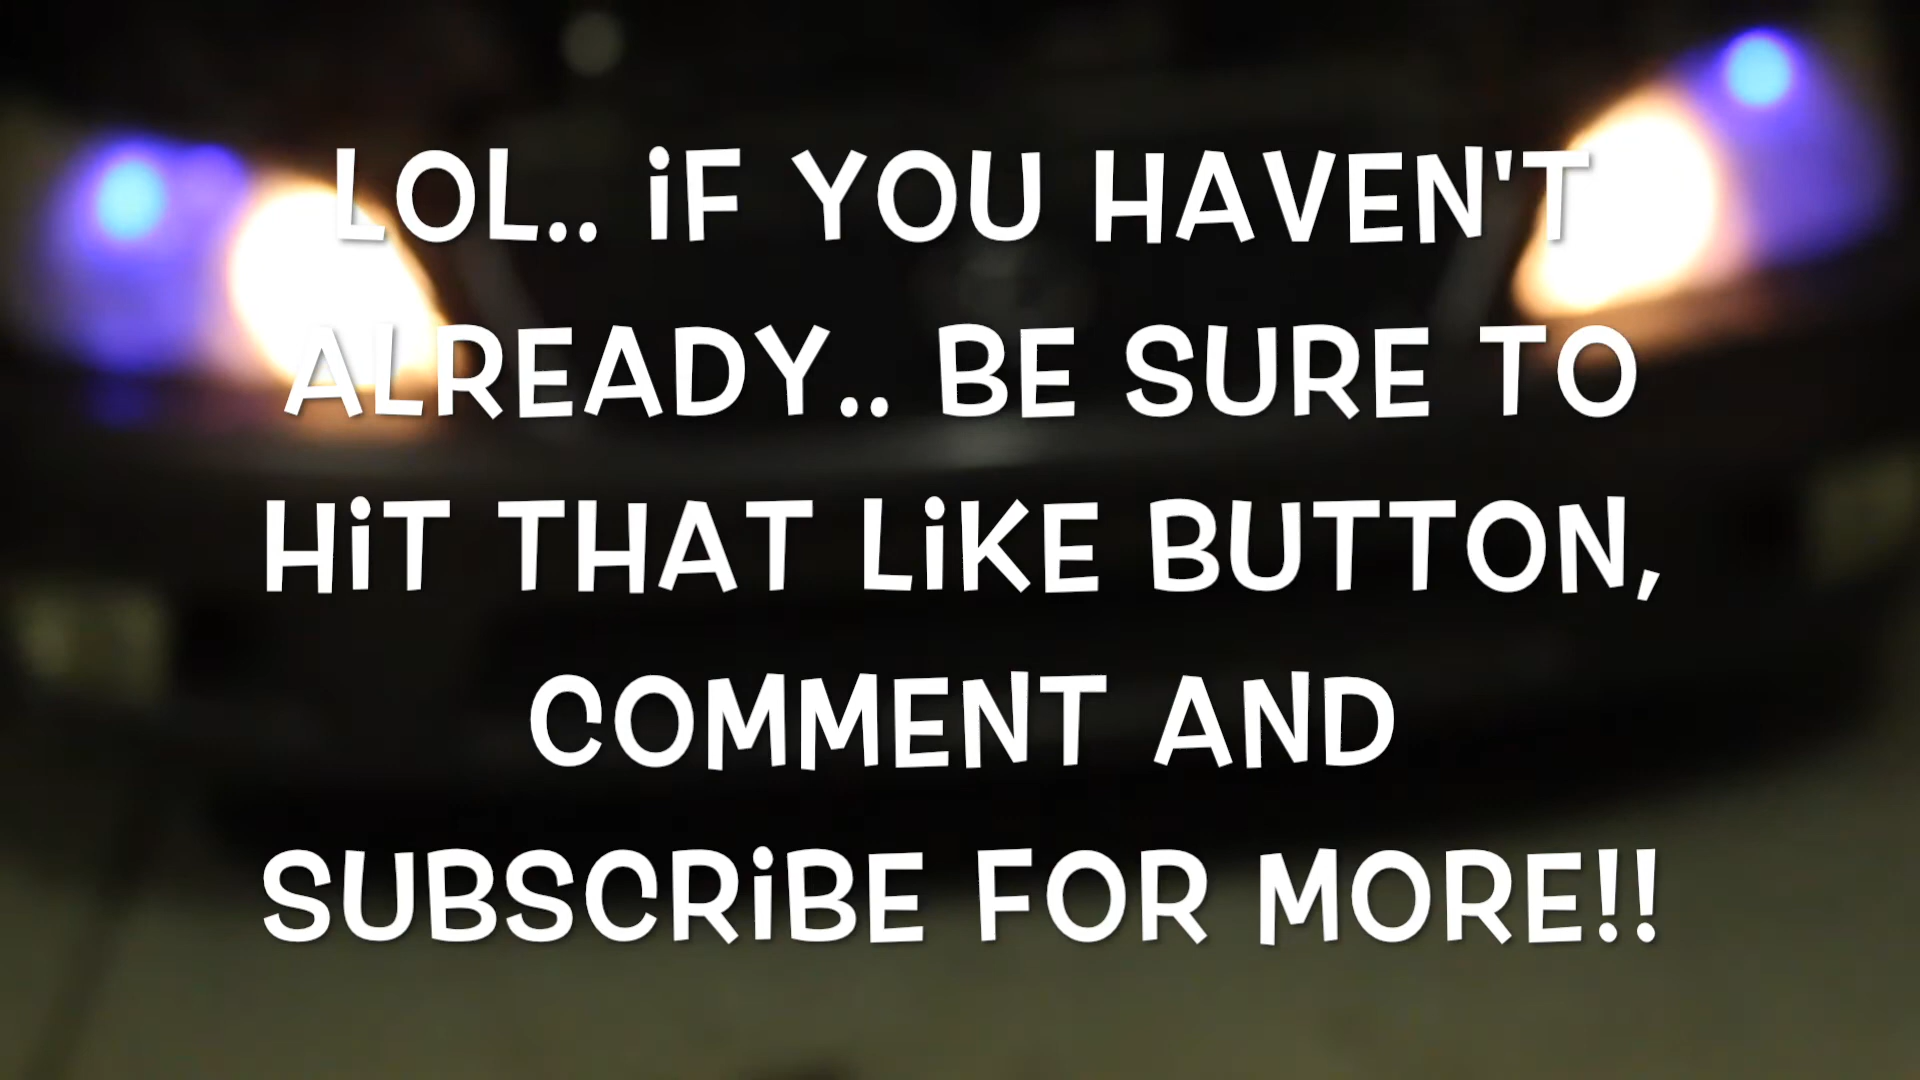 LOL.. iF YOU HAVEN'T
ALREADY.. BE SURE TO
HiT THAT LiKE BUTTON,
COMMENT AND
SUBSCRiBE FOR MORE!!